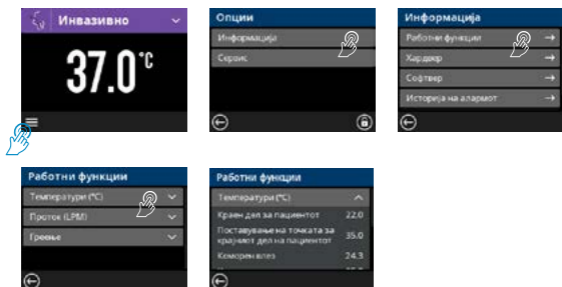 Инвазивно
37.0°C
Опции
Информација
Сервис
Информација
Работни функции
Хардвер
Софтвер
Историја на алармот
Работни функции
Температури (°C)
Проток (LPM)
Греење
Работни функции
Температури (°C)
Краен дел за пациентот 22.0
Поставување на точката за
крајниот дел на пациентот 35.0
Коморен влез 24.3